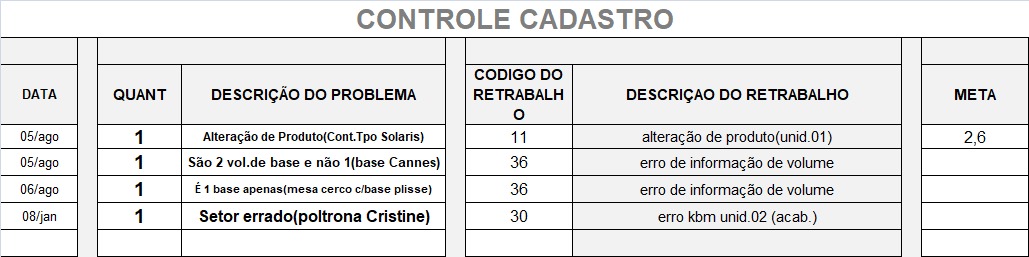 CONTROLE CADASTRO
DATA QUANT DESCRIÇÃO DO PROBLEMA CODIGO DO RETRABALH O DESCRIÇAO DO RETRABALHO META
05/ago 1 Alteração de Produto(Cont.Tpo Solaris) 11 alteração de produto(unid.01) 2,6
05/ago 1 São 2 vol.de base e não 1(base Cannes) 36 erro de informação de volume
06/ago 1 É 1 base apenas(mesa cerco c/base plisse) 36 erro de informação de volume
08/jan 1 Setor errado(poltrona Cristine) 30 erro kbm unid.02 (acab.)